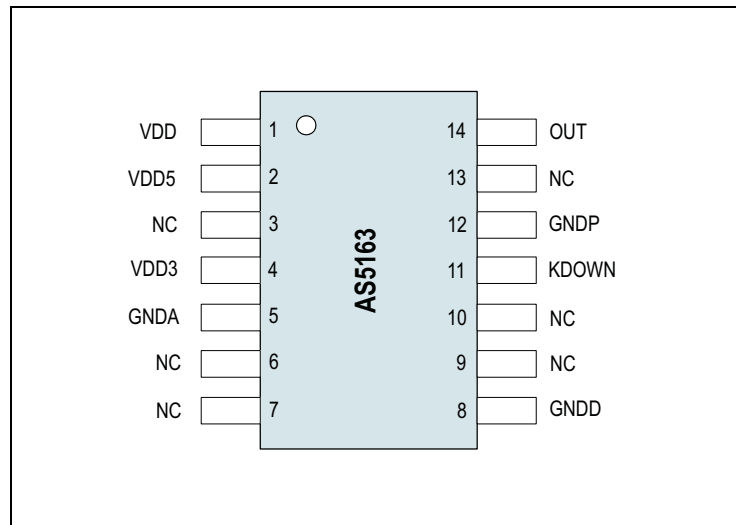 VDD 1 14 OUT
VDD5 2 13 NC
NC 3 12 GNDP
VDD3 4 11 KDOWN
GNDA 5 10 NC
NC 6 9 NC
NC 7 8 GNDD
AS5163